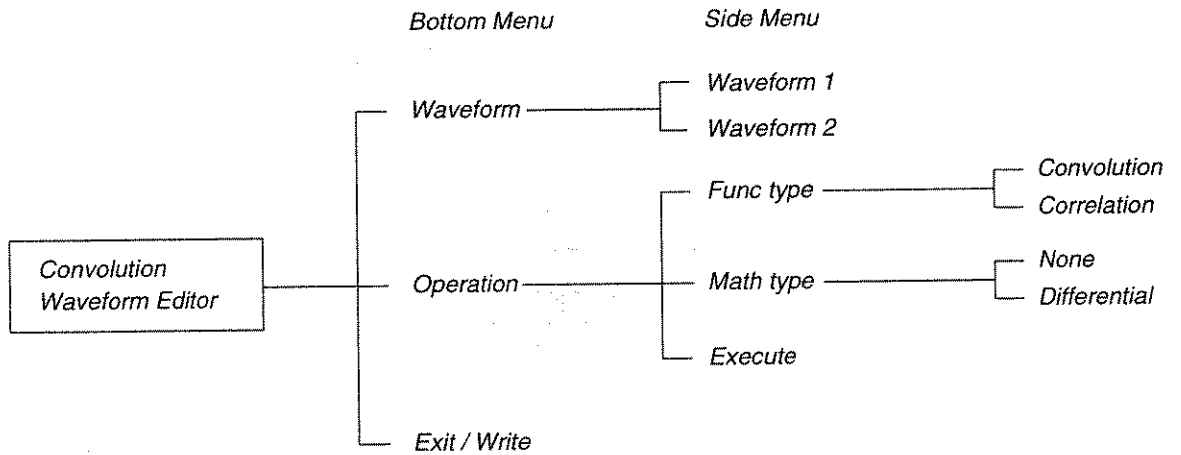 Bottom Menu
Side Menu
Waveform
Waveform 1
Waveform 2
Convolution
Waveform Editor
Operation
Func type
Convolution
Correlation
Math type
None
Differential
Execute
Exit / Write